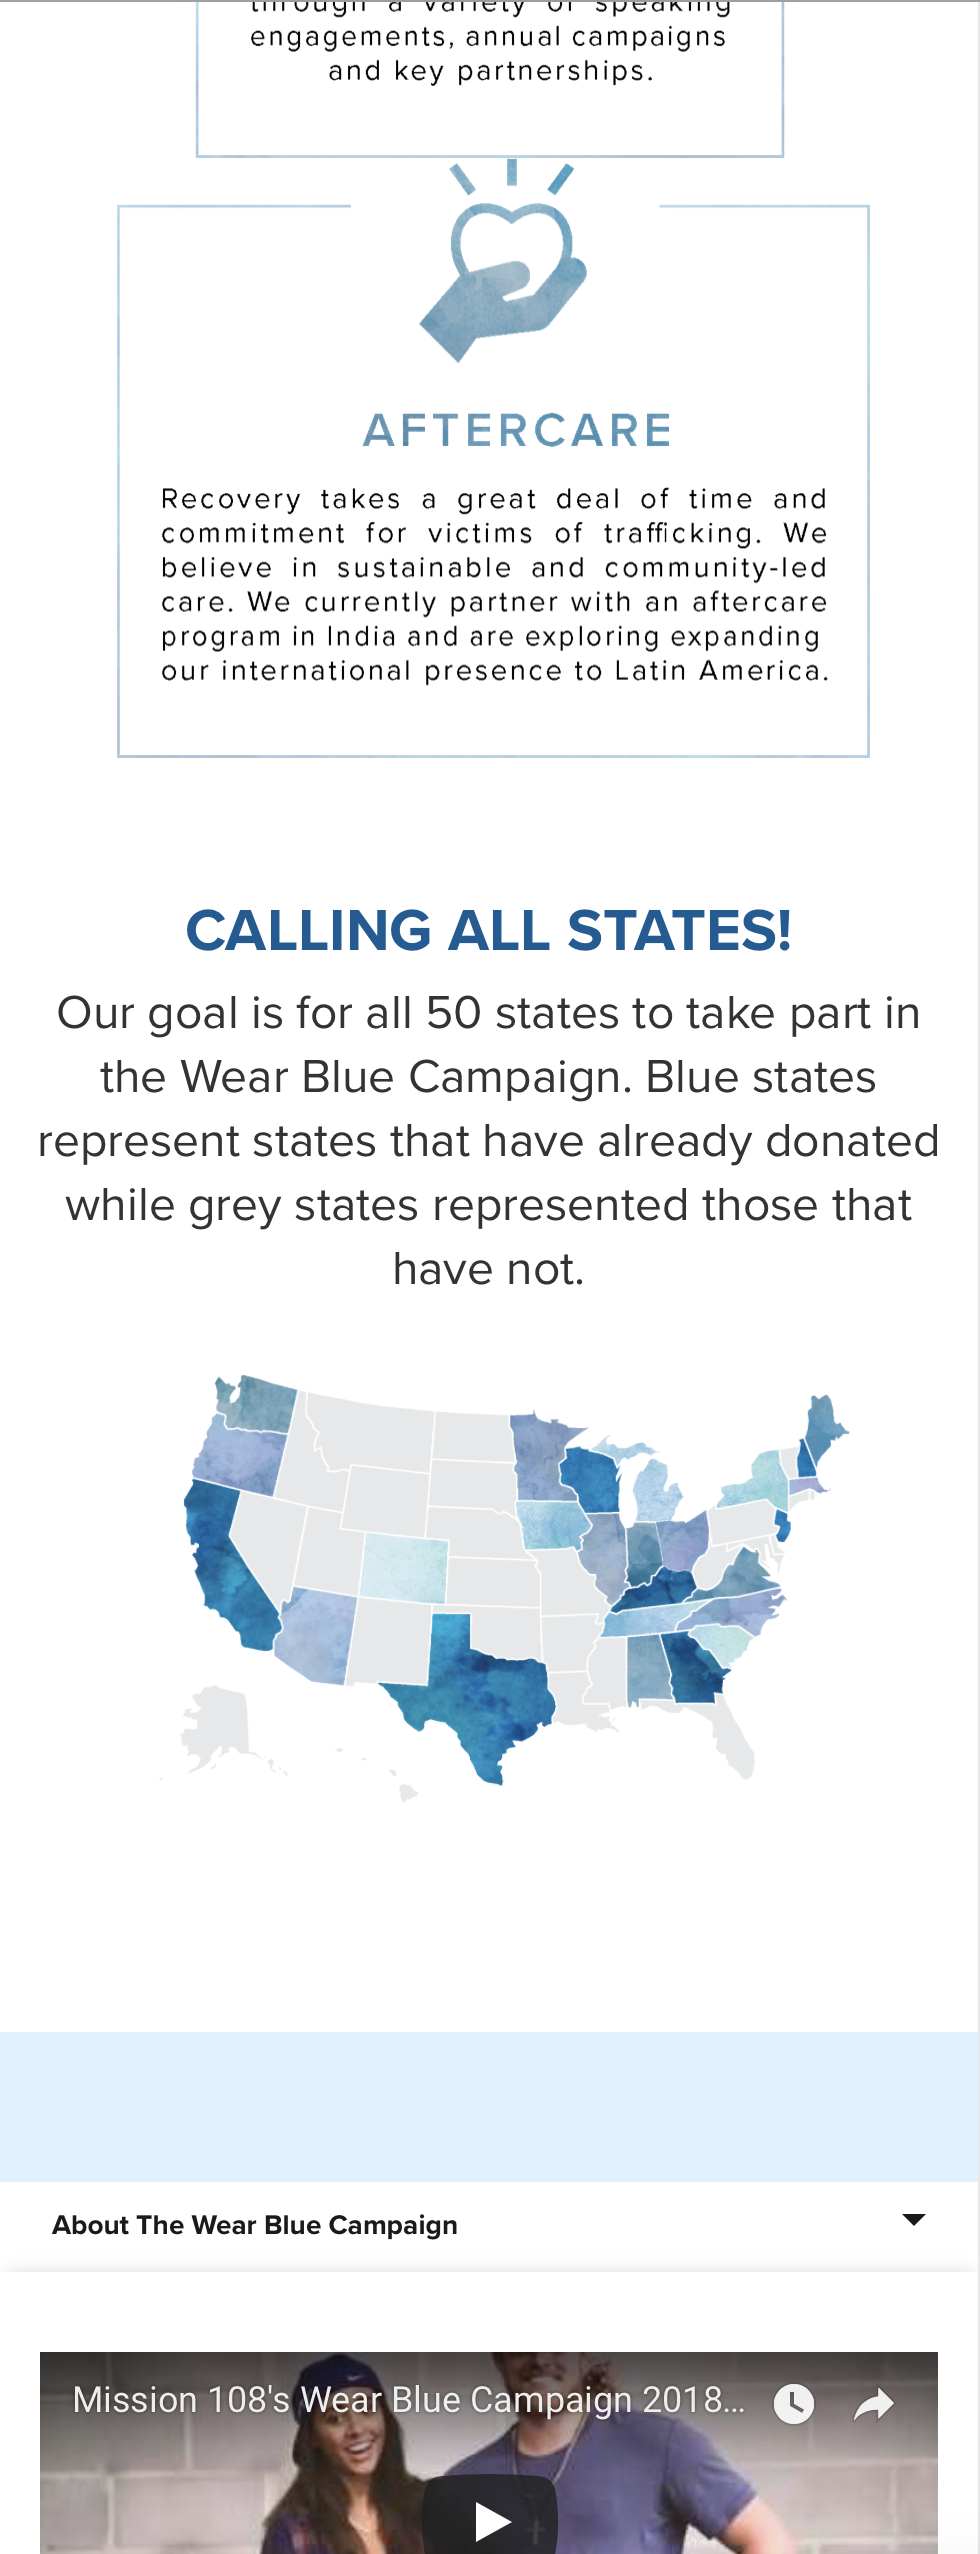 through a variety of speaking
engagements, annual campaigns
and key partnerships.
AFTERCARE
Recovery takes a great deal of time and
commitment for victims of trafficking. We
believe in sustainable and community-led
care. We currently partner with an aftercare
program in India and are exploring expanding
our international presence to Latin America.
CALLING ALL STATES!
Our goal is for all 50 states to take part in
the Wear Blue Campaign. Blue states
represent states that have already donated
while grey states represented those that
have not.
About The Wear Blue Campaign
Mission 108's Wear Blue Campaign 2018...